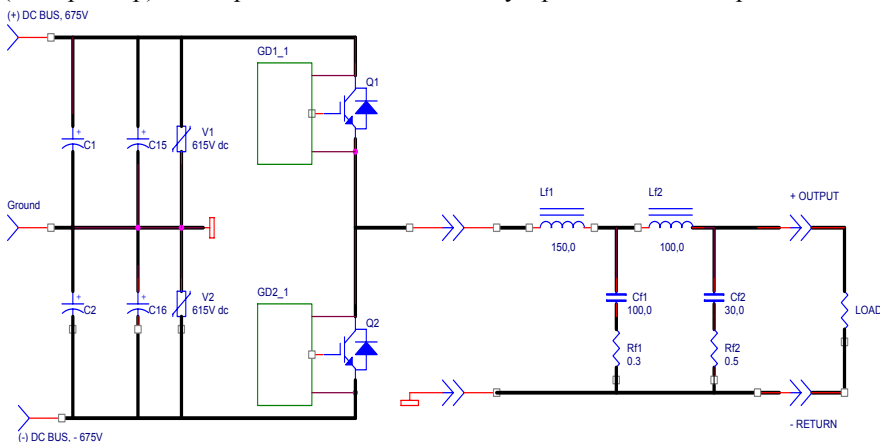 (+) DC BUS, 675V
GD1_1
Q1
C1
C15
V1
615V dc
Ground
Lf1
150,0
Lf2
100,0
+ OUTPUT
C2
C16
V2
615V dc
GD2_1
Q2
Cf1
100,0
Cf2
30,0
LOAD
Rf1
0.3
Rf2
0.5
(-) DC BUS, - 675V
- RETURN